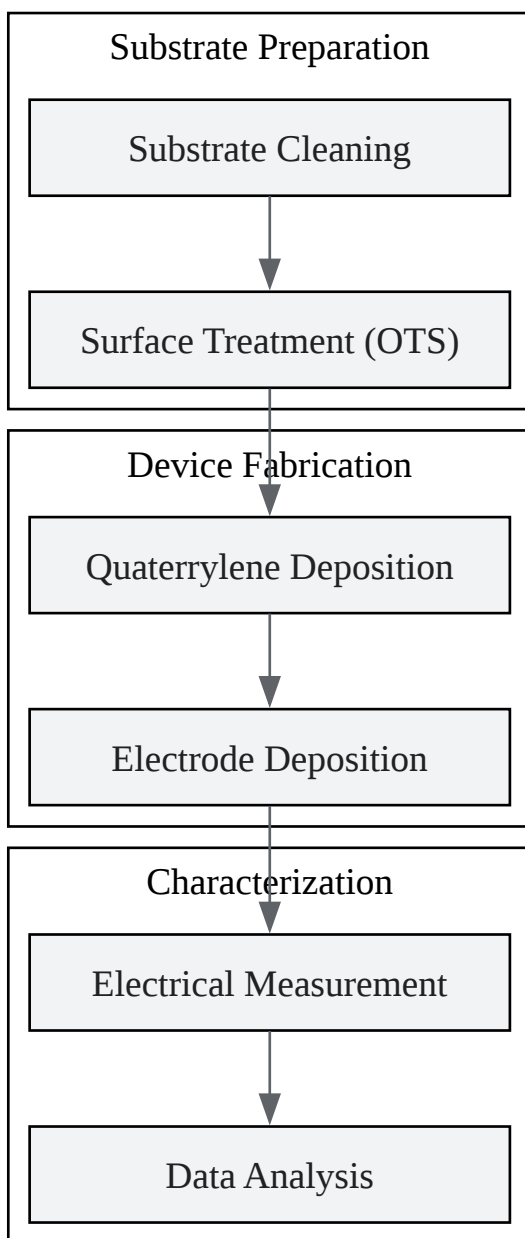 Substrate Preparation
Substrate Cleaning
Surface Treatment (OTS)
Device Fabrication
Quaterrylene Deposition
Electrode Deposition
Characterization
Electrical Measurement
Data Analysis